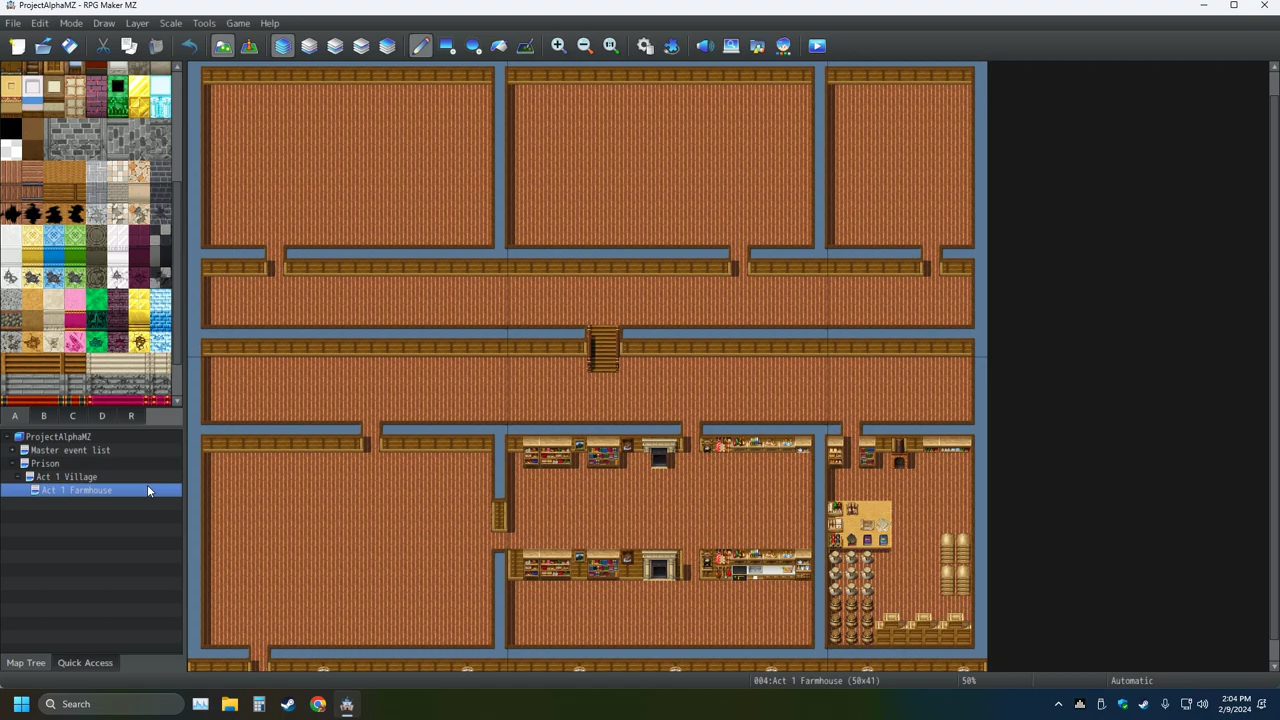 ProjectAlphaMZ - RPG Maker MZ
File Edit Mode Draw Layer Scale Tools Game Help
A B C D R
ProjectAlphaMZ
Master event list
Prison
Act 1 Village
Act 1 Farmhouse
Map Tree Quick Access
004:Act 1 Farmhouse (50x41) 50% Automatic
Search
2:04 PM
2/9/2024